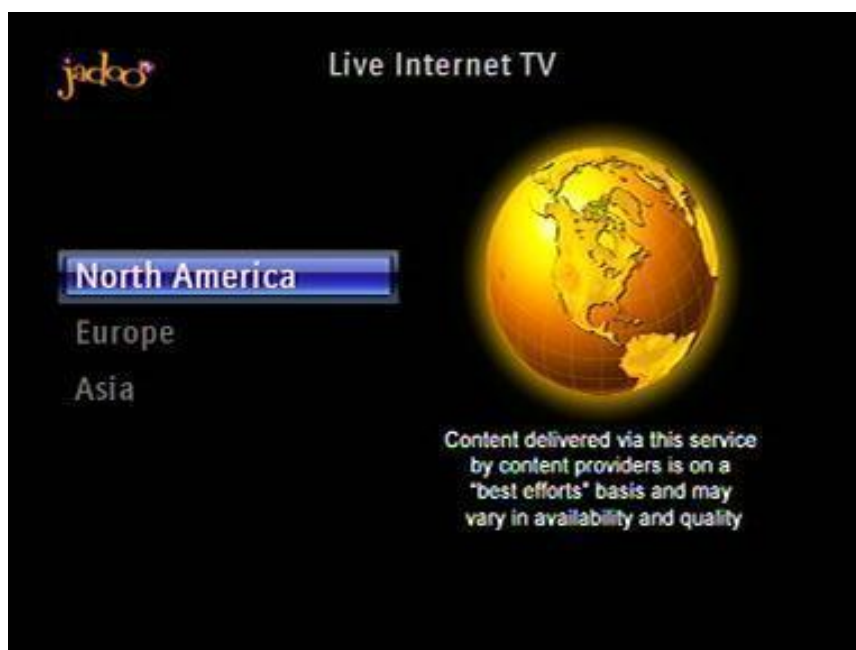 jadoo tv
Live Internet TV
North America
Europe
Asia
Content delivered via this service
by content providers is on a
"best efforts" basis and may
vary in availability and quality